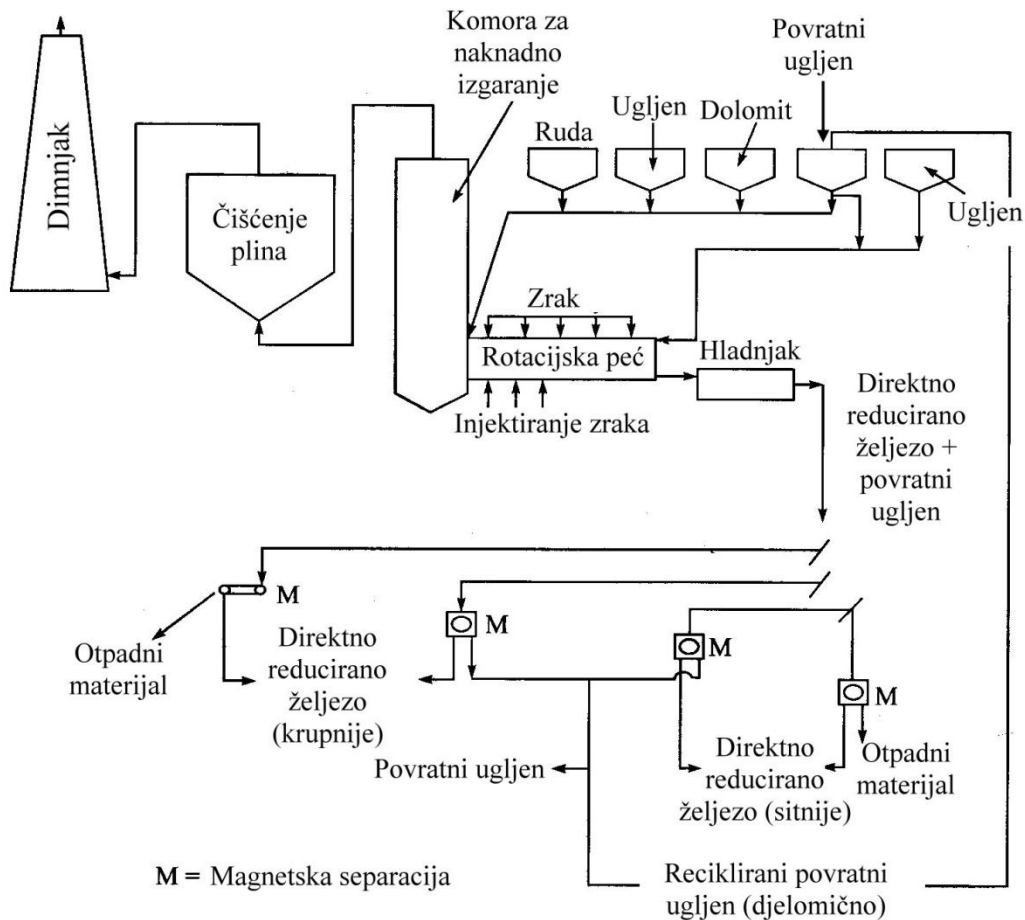 Komora za
naknadno
izgaranje
Povratni
ugljen
Ruda
Ugljen
Dolomit
Ugljen
Dimnjak
Čišćenje
plina
Zrak
Rotacijska peć
Hladnjak
Injektiranje zraka
Direktno
reducirano
željezo +
povratni
ugljen
M
Otpadni
materijal
Direktno
reducirano
željezo
(krupnije)
M
M
M
Povratni ugljen
Direktno
reducirano
željezo (sitnije)
Otpadni
materijal
M = Magnetska separacija
Reciklirani povratni
ugljen (djelomično)